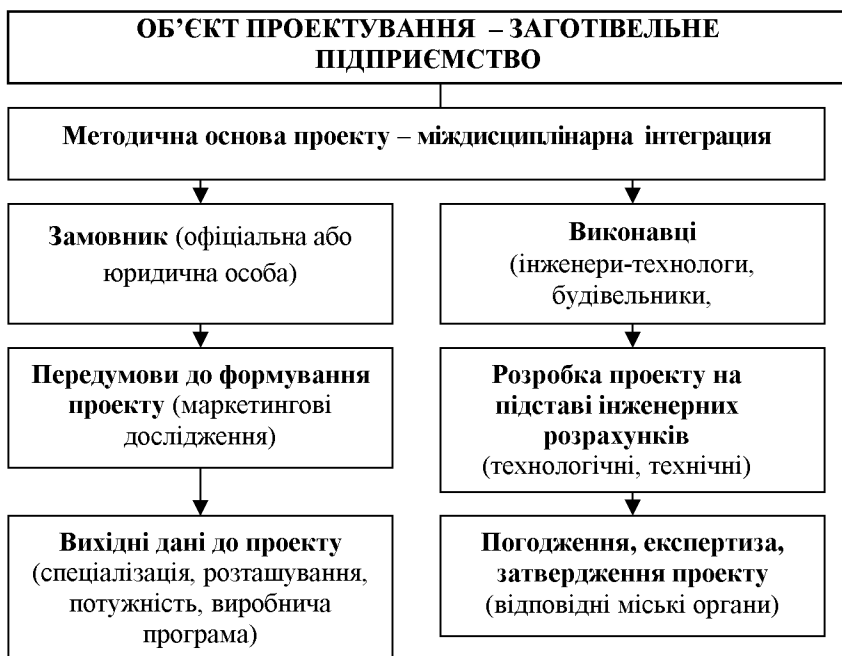 ОБ’ЄКТ ПРОЕКТУВАННЯ – ЗАГОТІВЕЛЬНЕ
ПІДПРИЄМСТВО
Методична основа проекту – міждисциплінарна інтеграция
Замовник (офіціальна або
юридична особа)
Передумови до формування
проекту (маркетингові
дослідження)
Вихідні дані до проекту
(спеціалізація, розташування,
потужність, виробнича
програма)
Виконавці
(інженери-технологи,
будівельники,
Розробка проекту на
підставі інженерних
розрахунків
(технологічні, технічні)
Погодження, експертиза,
затвердження проекту
(відповідні міські органи)